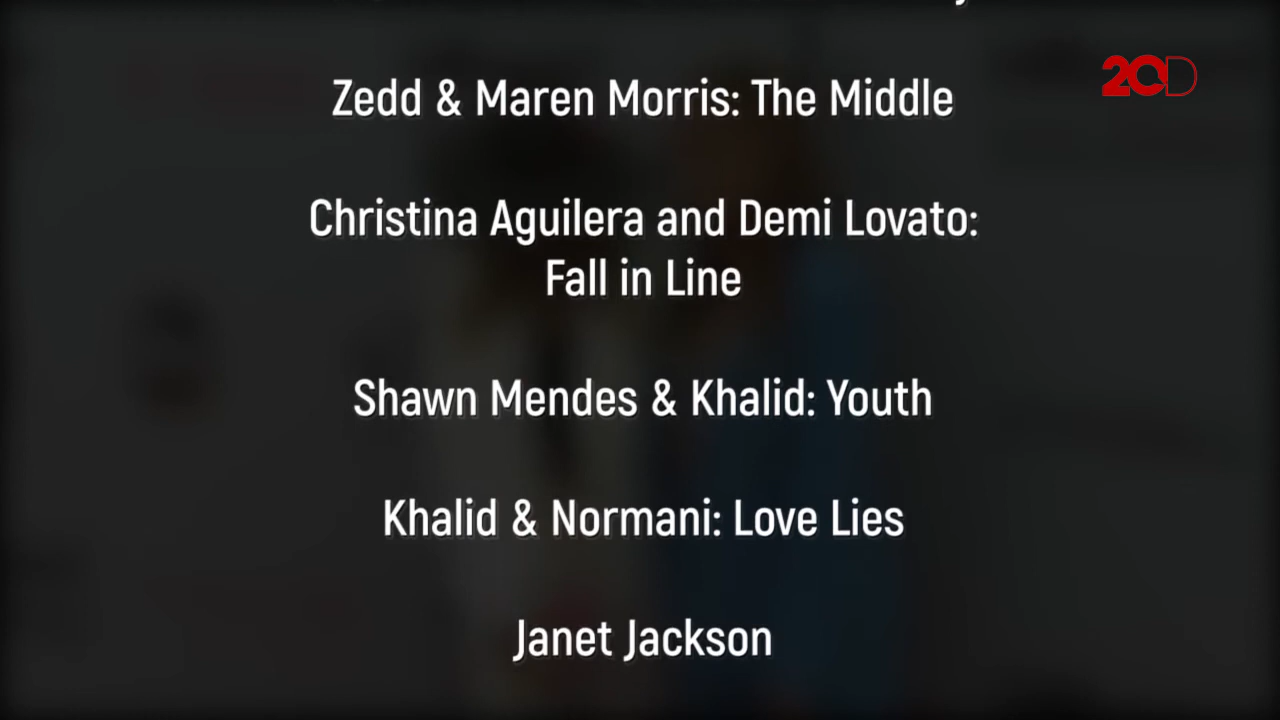 20D
Zedd & Maren Morris: The Middle
Christina Aguilera and Demi Lovato:
Fall in Line
Shawn Mendes & Khalid: Youth
Khalid & Normani: Love Lies
Janet Jackson